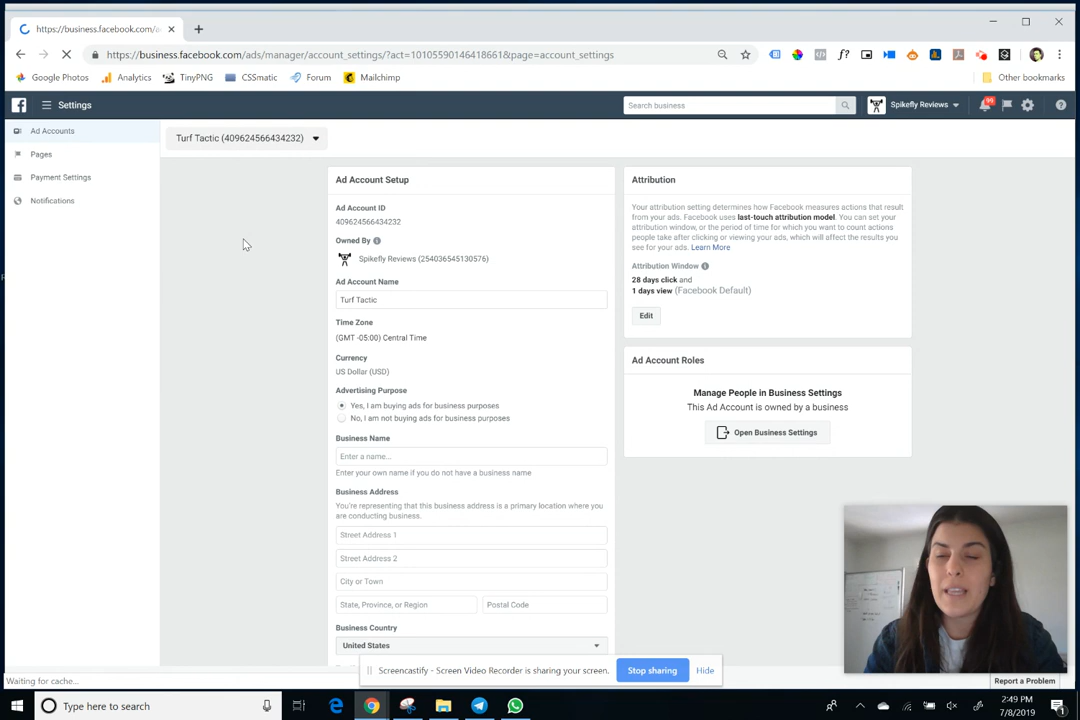 https://business.facebook.com/a
https://business.facebook.com/ads/manager/account_settings/?act=10105590146418661&page=account_settings
f?
Google Photos
Analytics
TinyPNG
CSSmatic
Forum
Mailchimp
Other bookmarks
Settings
Search business
Spikefly Reviews
99
Ad Accounts
Pages
Payment Settings
Notifications
Turf Tactic (409624566434232)
Ad Account Setup
Ad Account ID
409624566434232
Owned By
Spikefly Reviews (254036545130576)
Ad Account Name
Turf Tactic
Time Zone
(GMT -05:00) Central Time
Currency
US Dollar (USD)
Advertising Purpose
Yes, I am buying ads for business purposes
No, I am not buying ads for business purposes
Business Name
Enter a name...
Enter your own name if you do not have a business name
Business Address
You're representing that this business address is a primary location where you
are conducting business.
Street Address 1
Street Address 2
City or Town
State, Province, or Region
Postal Code
Business Country
United States
Attribution
Your attribution setting determines how Facebook measures actions that result
from your ads. Facebook uses last-touch attribution model. You can set your
attribution window, or the period of time for which you want to count actions
people take after clicking or viewing your ads, which will affect the results you
see for your ads. Learn More
Attribution Window
28 days click and
1 days view (Facebook Default)
Edit
Ad Account Roles
Manage People in Business Settings
This Ad Account is owned by a business
Open Business Settings
Screencastify - Screen Video Recorder is sharing your screen.
Stop sharing
Hide
Waiting for cache...
Report a Problem
Type here to search
2:49 PM
7/8/2019